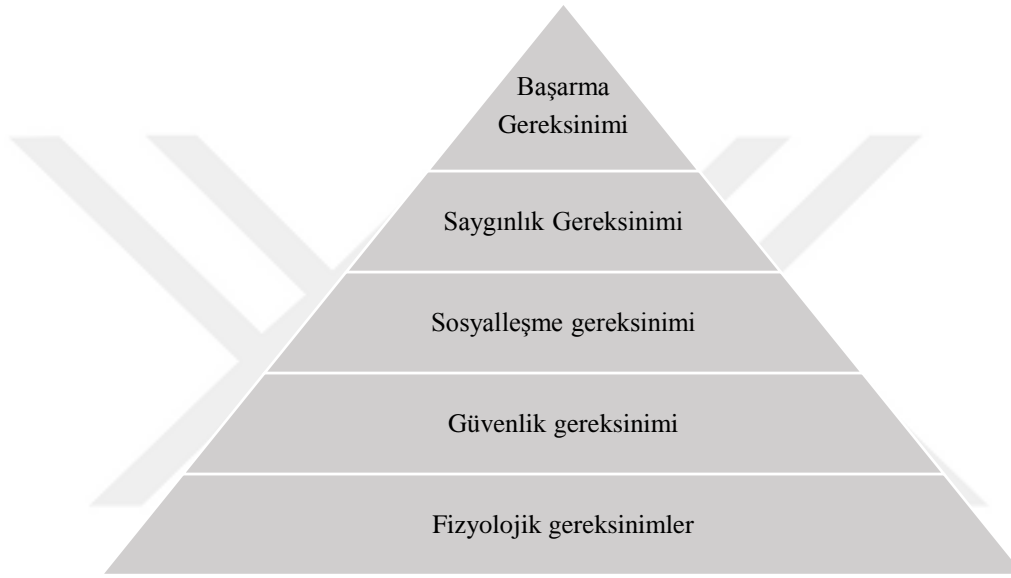 Başarma
Gereksinimi
Saygınlık Gereksinimi
Sosyalleşme gereksinimi
Güvenlik gereksinimi
Fizyolojik gereksinimler